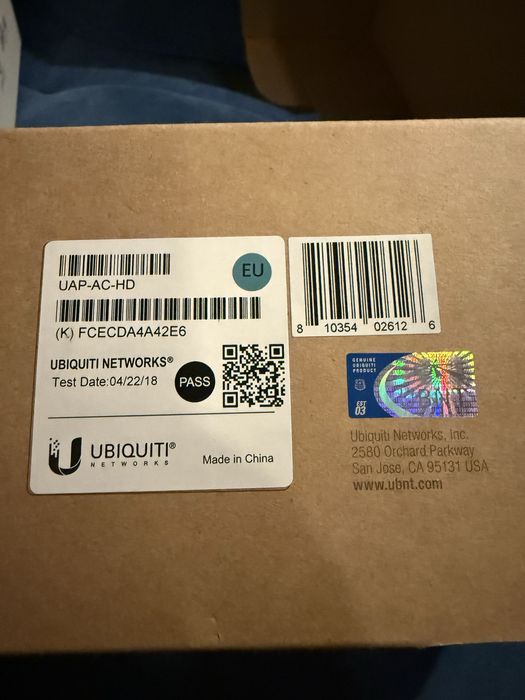 UAP-AC-HD
EU
(K) FCECDA4A42E6
UBIQUITI NETWORKS®
Test Date:04/22/18
PASS
UBIQUITI®
NETWORKS
Made in China
8 10354 02612 6
GENUINE
UBIQUITI
PRODUCT
EST
03
Ubiquiti Networks, Inc.
2580 Orchard Parkway
San Jose, CA 95131 USA
www.ubnt.com